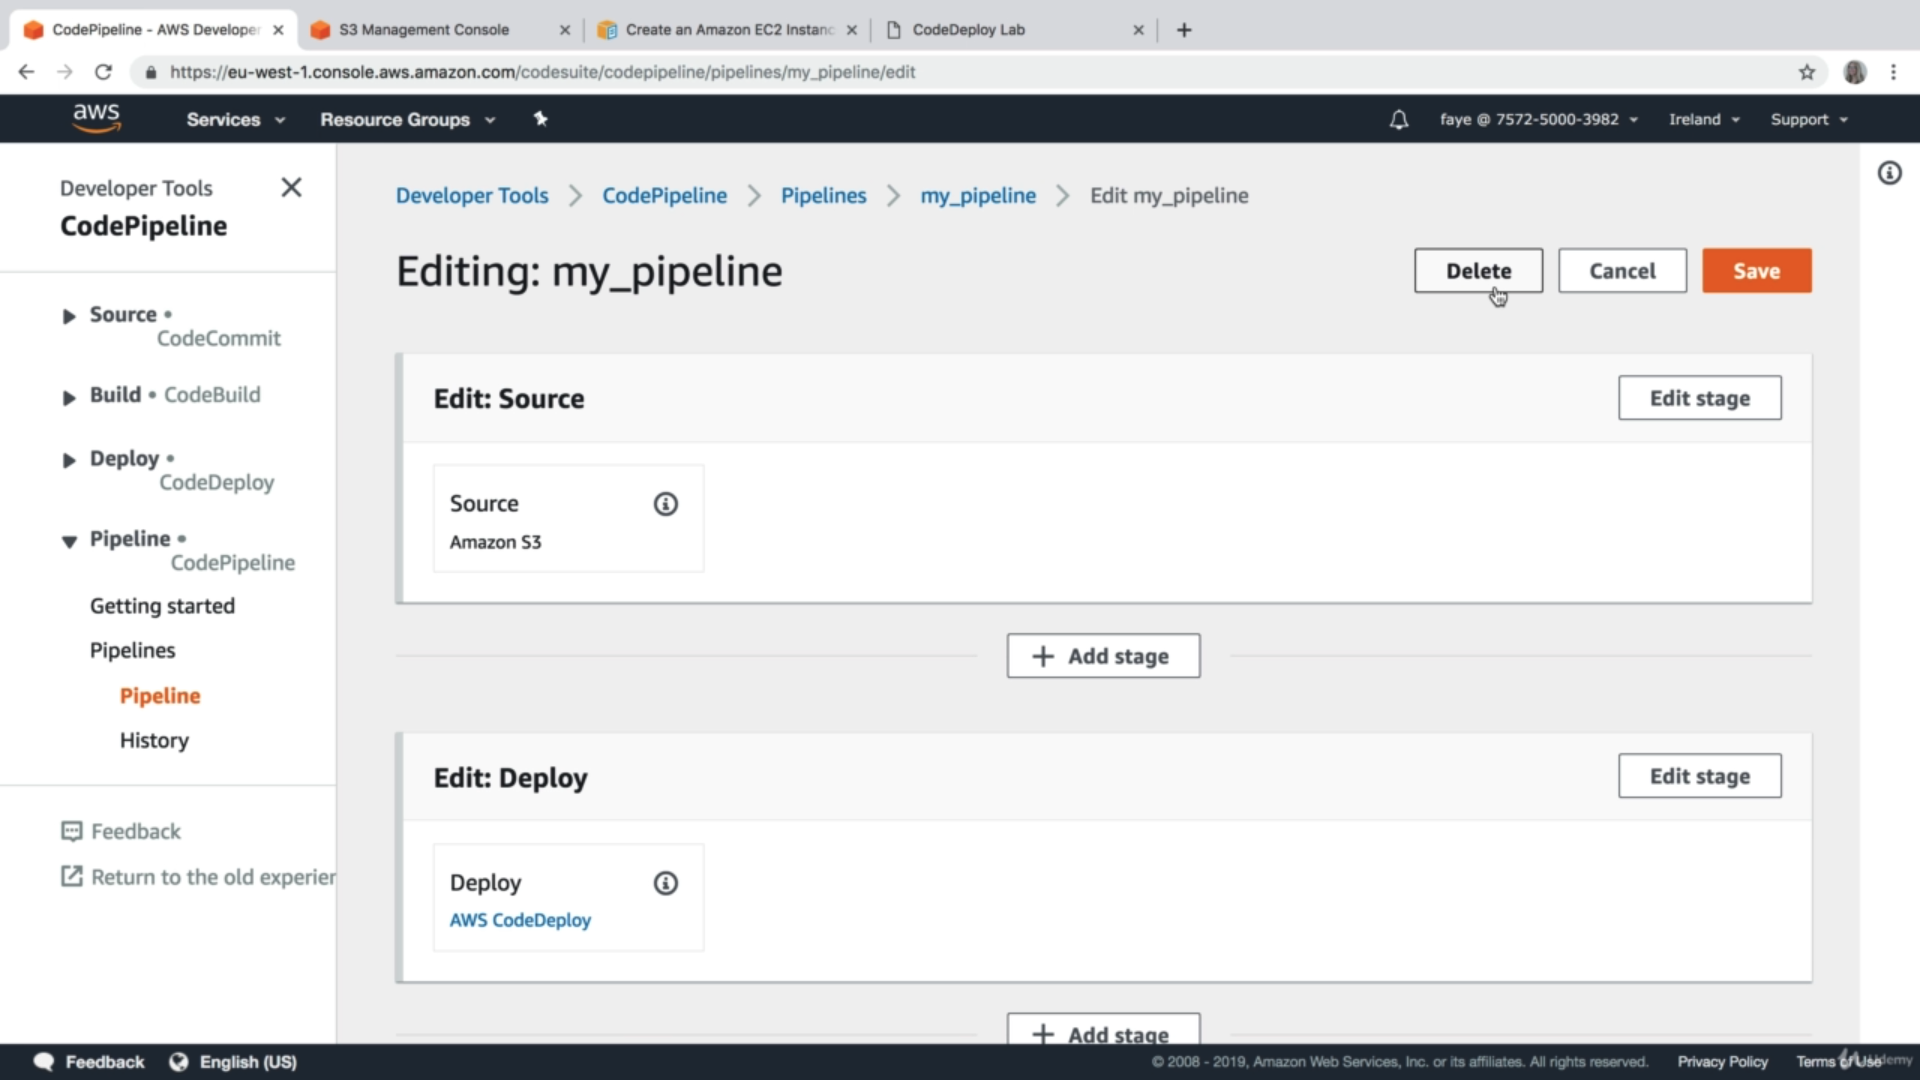 CodePipeline - AWS Developer
S3 Management Console
Create an Amazon EC2 Instanc
CodeDeploy Lab
https://eu-west-1.console.aws.amazon.com/codesuite/codepipeline/pipelines/my_pipeline/edit
aws
Services
Resource Groups
faye @ 7572-5000-3982
Ireland
Support
Developer Tools
CodePipeline
Source •
CodeCommit
Build • CodeBuild
Deploy •
CodeDeploy
Pipeline •
CodePipeline
Getting started
Pipelines
Pipeline
History
Feedback
Return to the old experien
Developer Tools
CodePipeline
Pipelines
my_pipeline
Edit my_pipeline
Editing: my_pipeline
Delete
Cancel
Save
Edit: Source
Edit stage
Source
Amazon S3
+ Add stage
Edit: Deploy
Edit stage
Deploy
AWS CodeDeploy
+ Add stage
Feedback
English (US)
© 2008 - 2019, Amazon Web Services, Inc. or its affiliates. All rights reserved.
Privacy Policy
Terms of Use